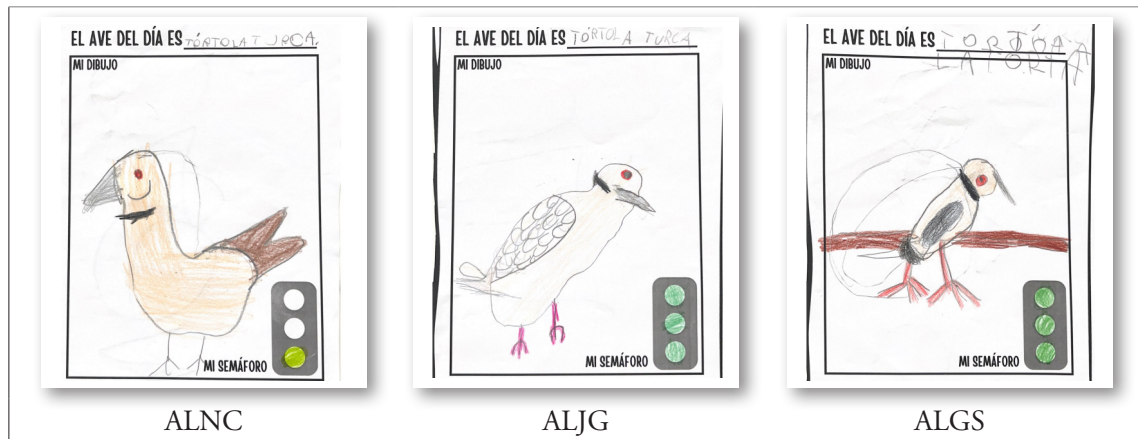 EL AVE DEL DÍA ES TÓRTOLA TURCA.
MI DIBUJO
MI SEMÁFORO
ALNC
EL AVE DEL DÍA ES TÓRTOLA TURCA
MI DIBUJO
MI SEMÁFORO
ALJG
EL AVE DEL DÍA ES
MI DIBUJO
MI SEMÁFORO
ALGS